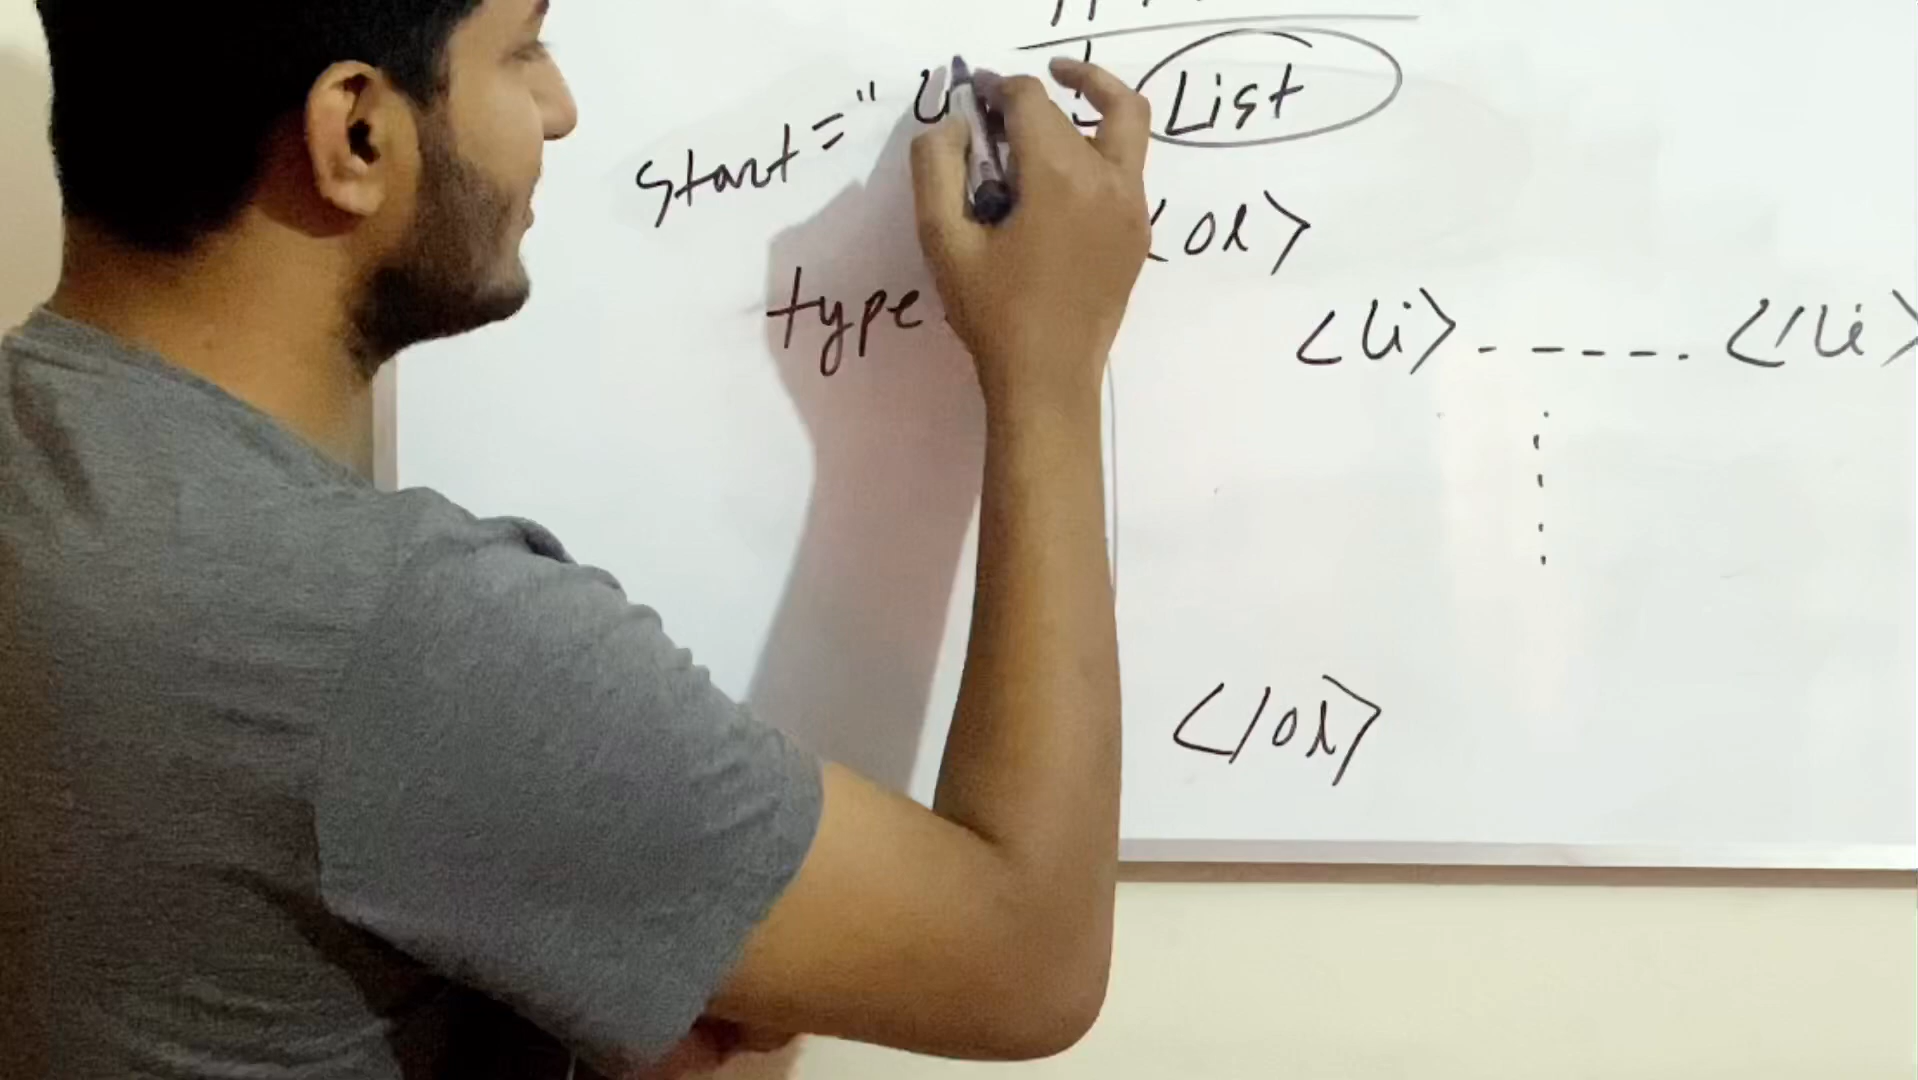 List
start = "
<ol>
type
<li> - - - - - </li>
</ol>